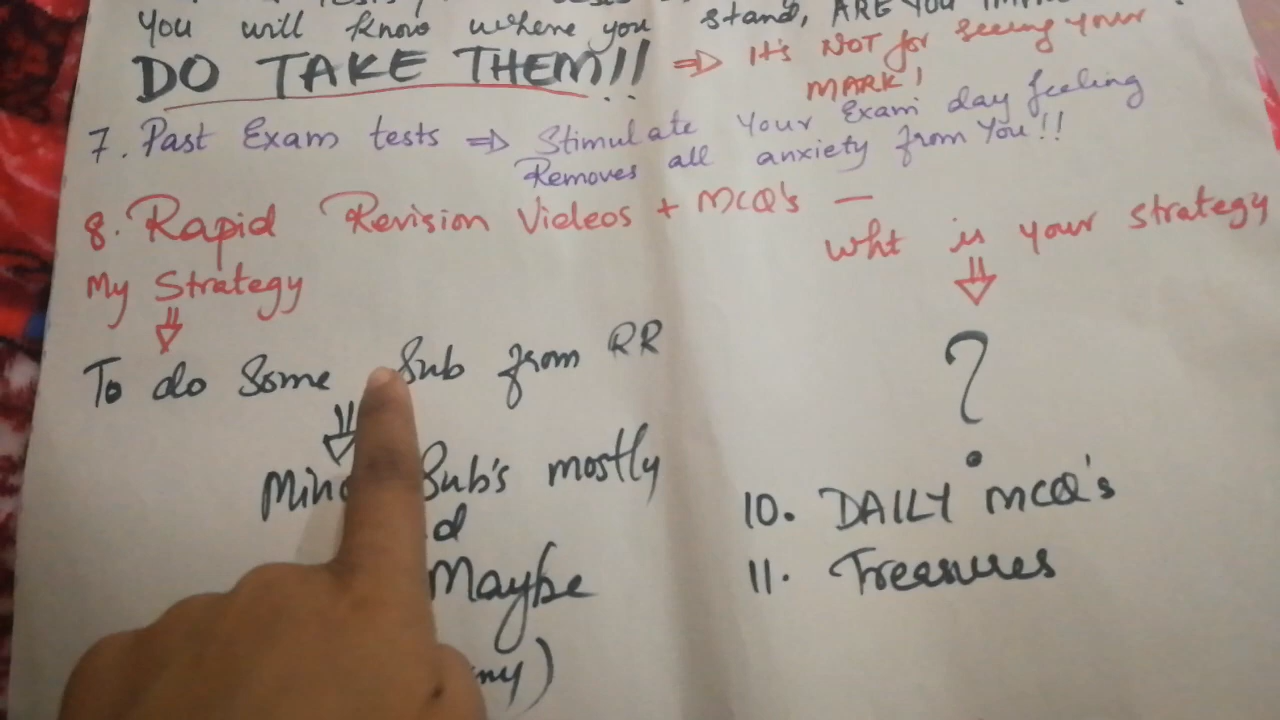 You will know where you stand, ARE YOU
DO TAKE THEM!! ⇒ It's NOT for seeing your
MARK!
7. Past Exam tests ⇒ Stimulate Your Exam day feeling
Removes all anxiety from You!!
8. Rapid Revision Videos + MCQ's —
Wht is your strategy
My Strategy
To do Some Sub from RR
?
Sub's mostly
Maybe
10. DAILY MCQ's
11. Treasures